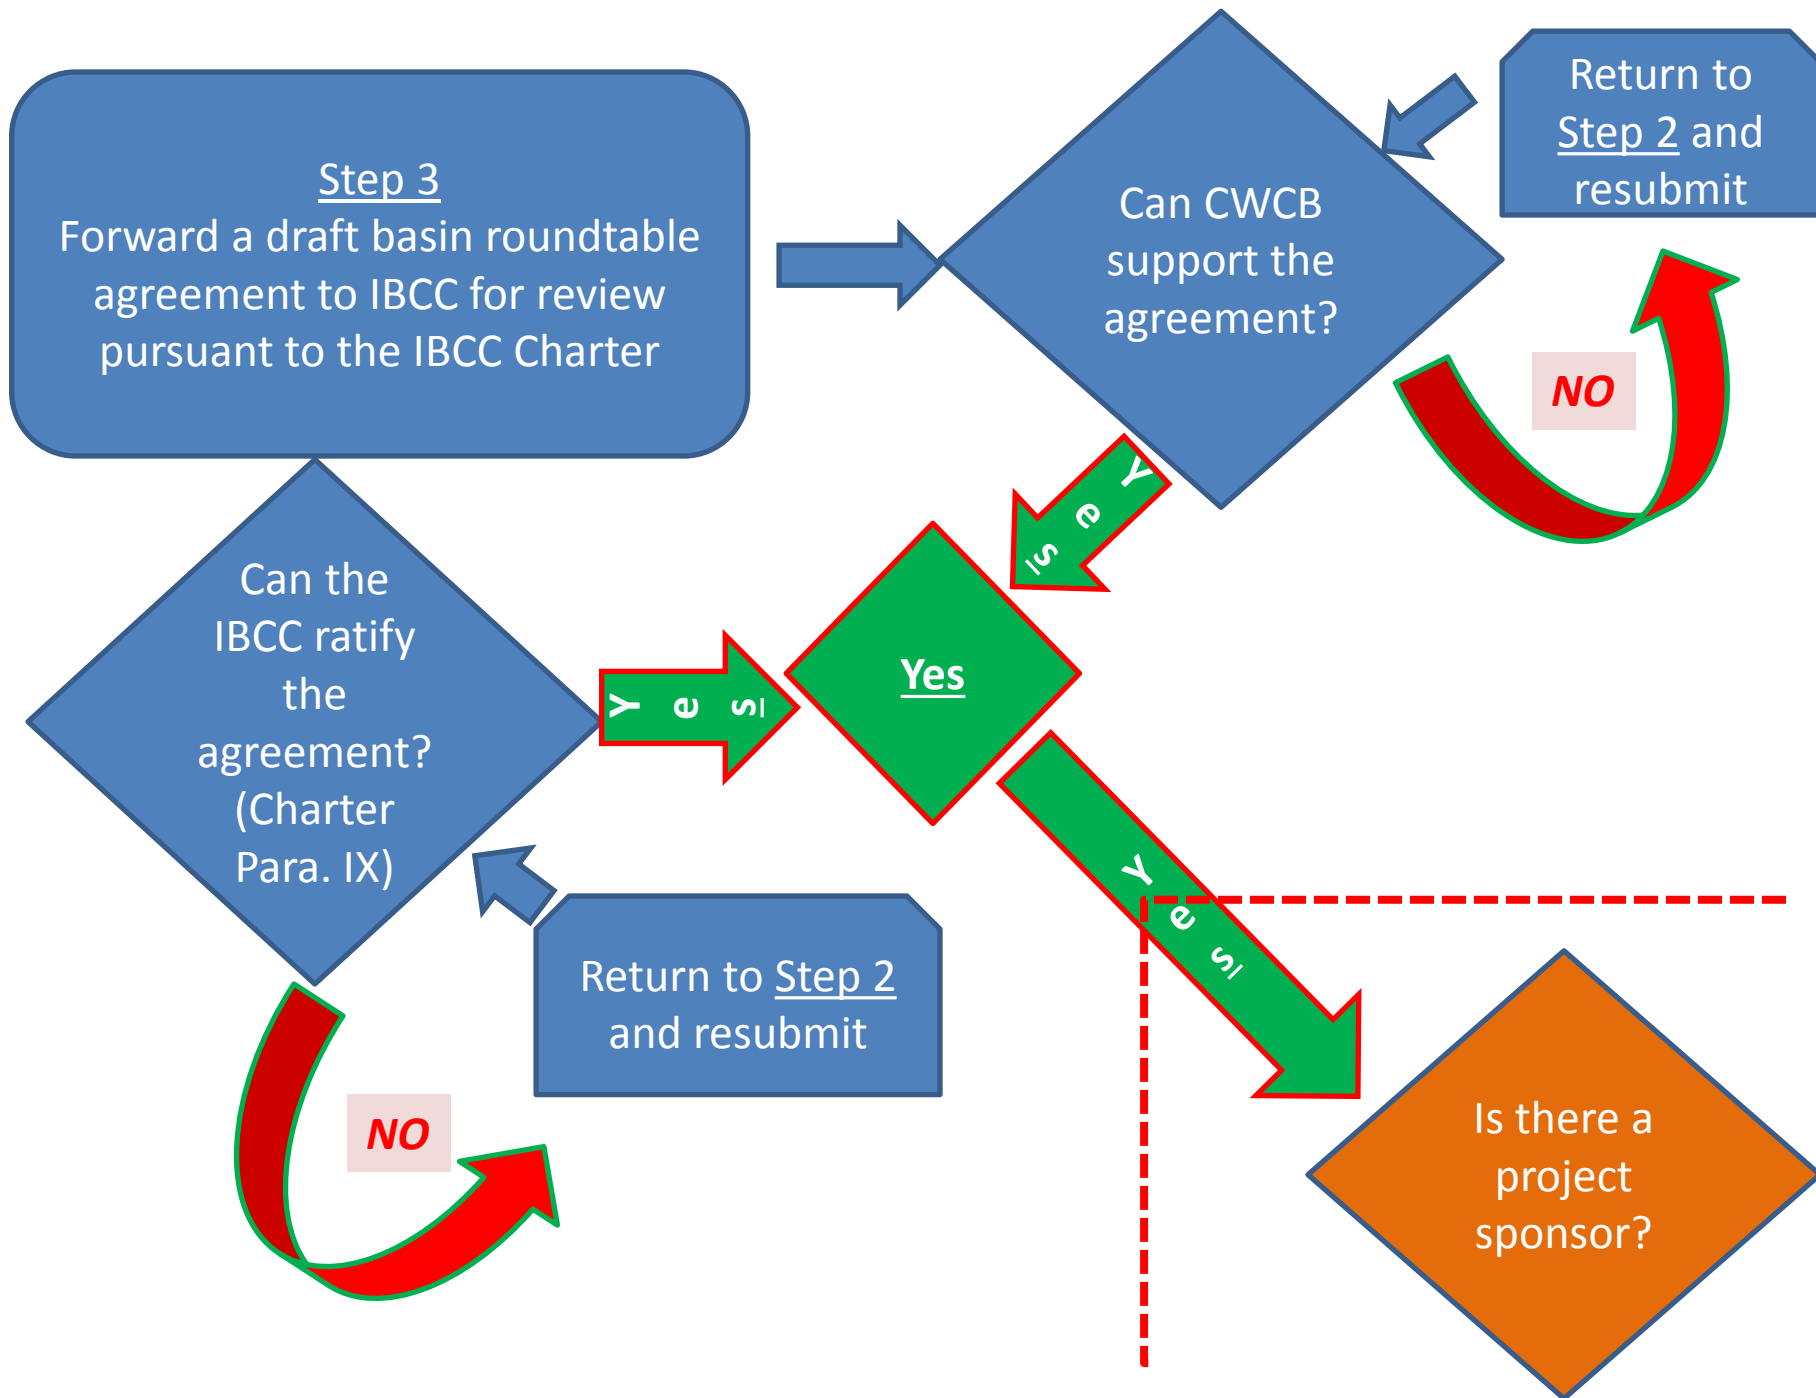 Step 3
Forward a draft basin roundtable
agreement to IBCC for review
pursuant to the IBCC Charter
Can CWCB
support the
agreement?
Return to
Step 2 and
resubmit
NO
Yes
Can the
IBCC ratify
the
agreement?
(Charter
Para. IX)
Yes
Yes
Yes
Return to Step 2
and resubmit
NO
Is there a
project
sponsor?